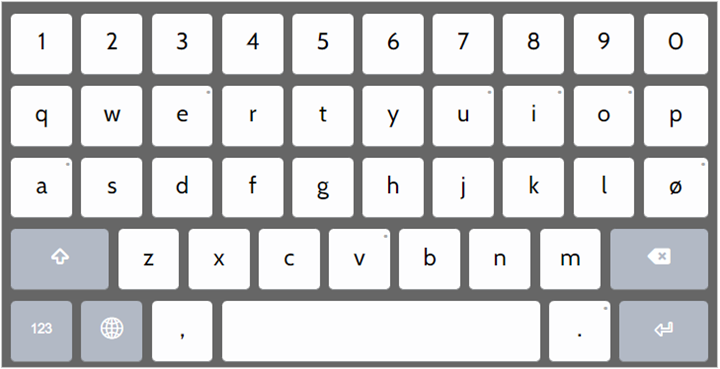 1 2 3 4 5 6 7 8 9 0
q w e r t y u i o p
a s d f g h j k l ø
z x c v b n m
123 , .